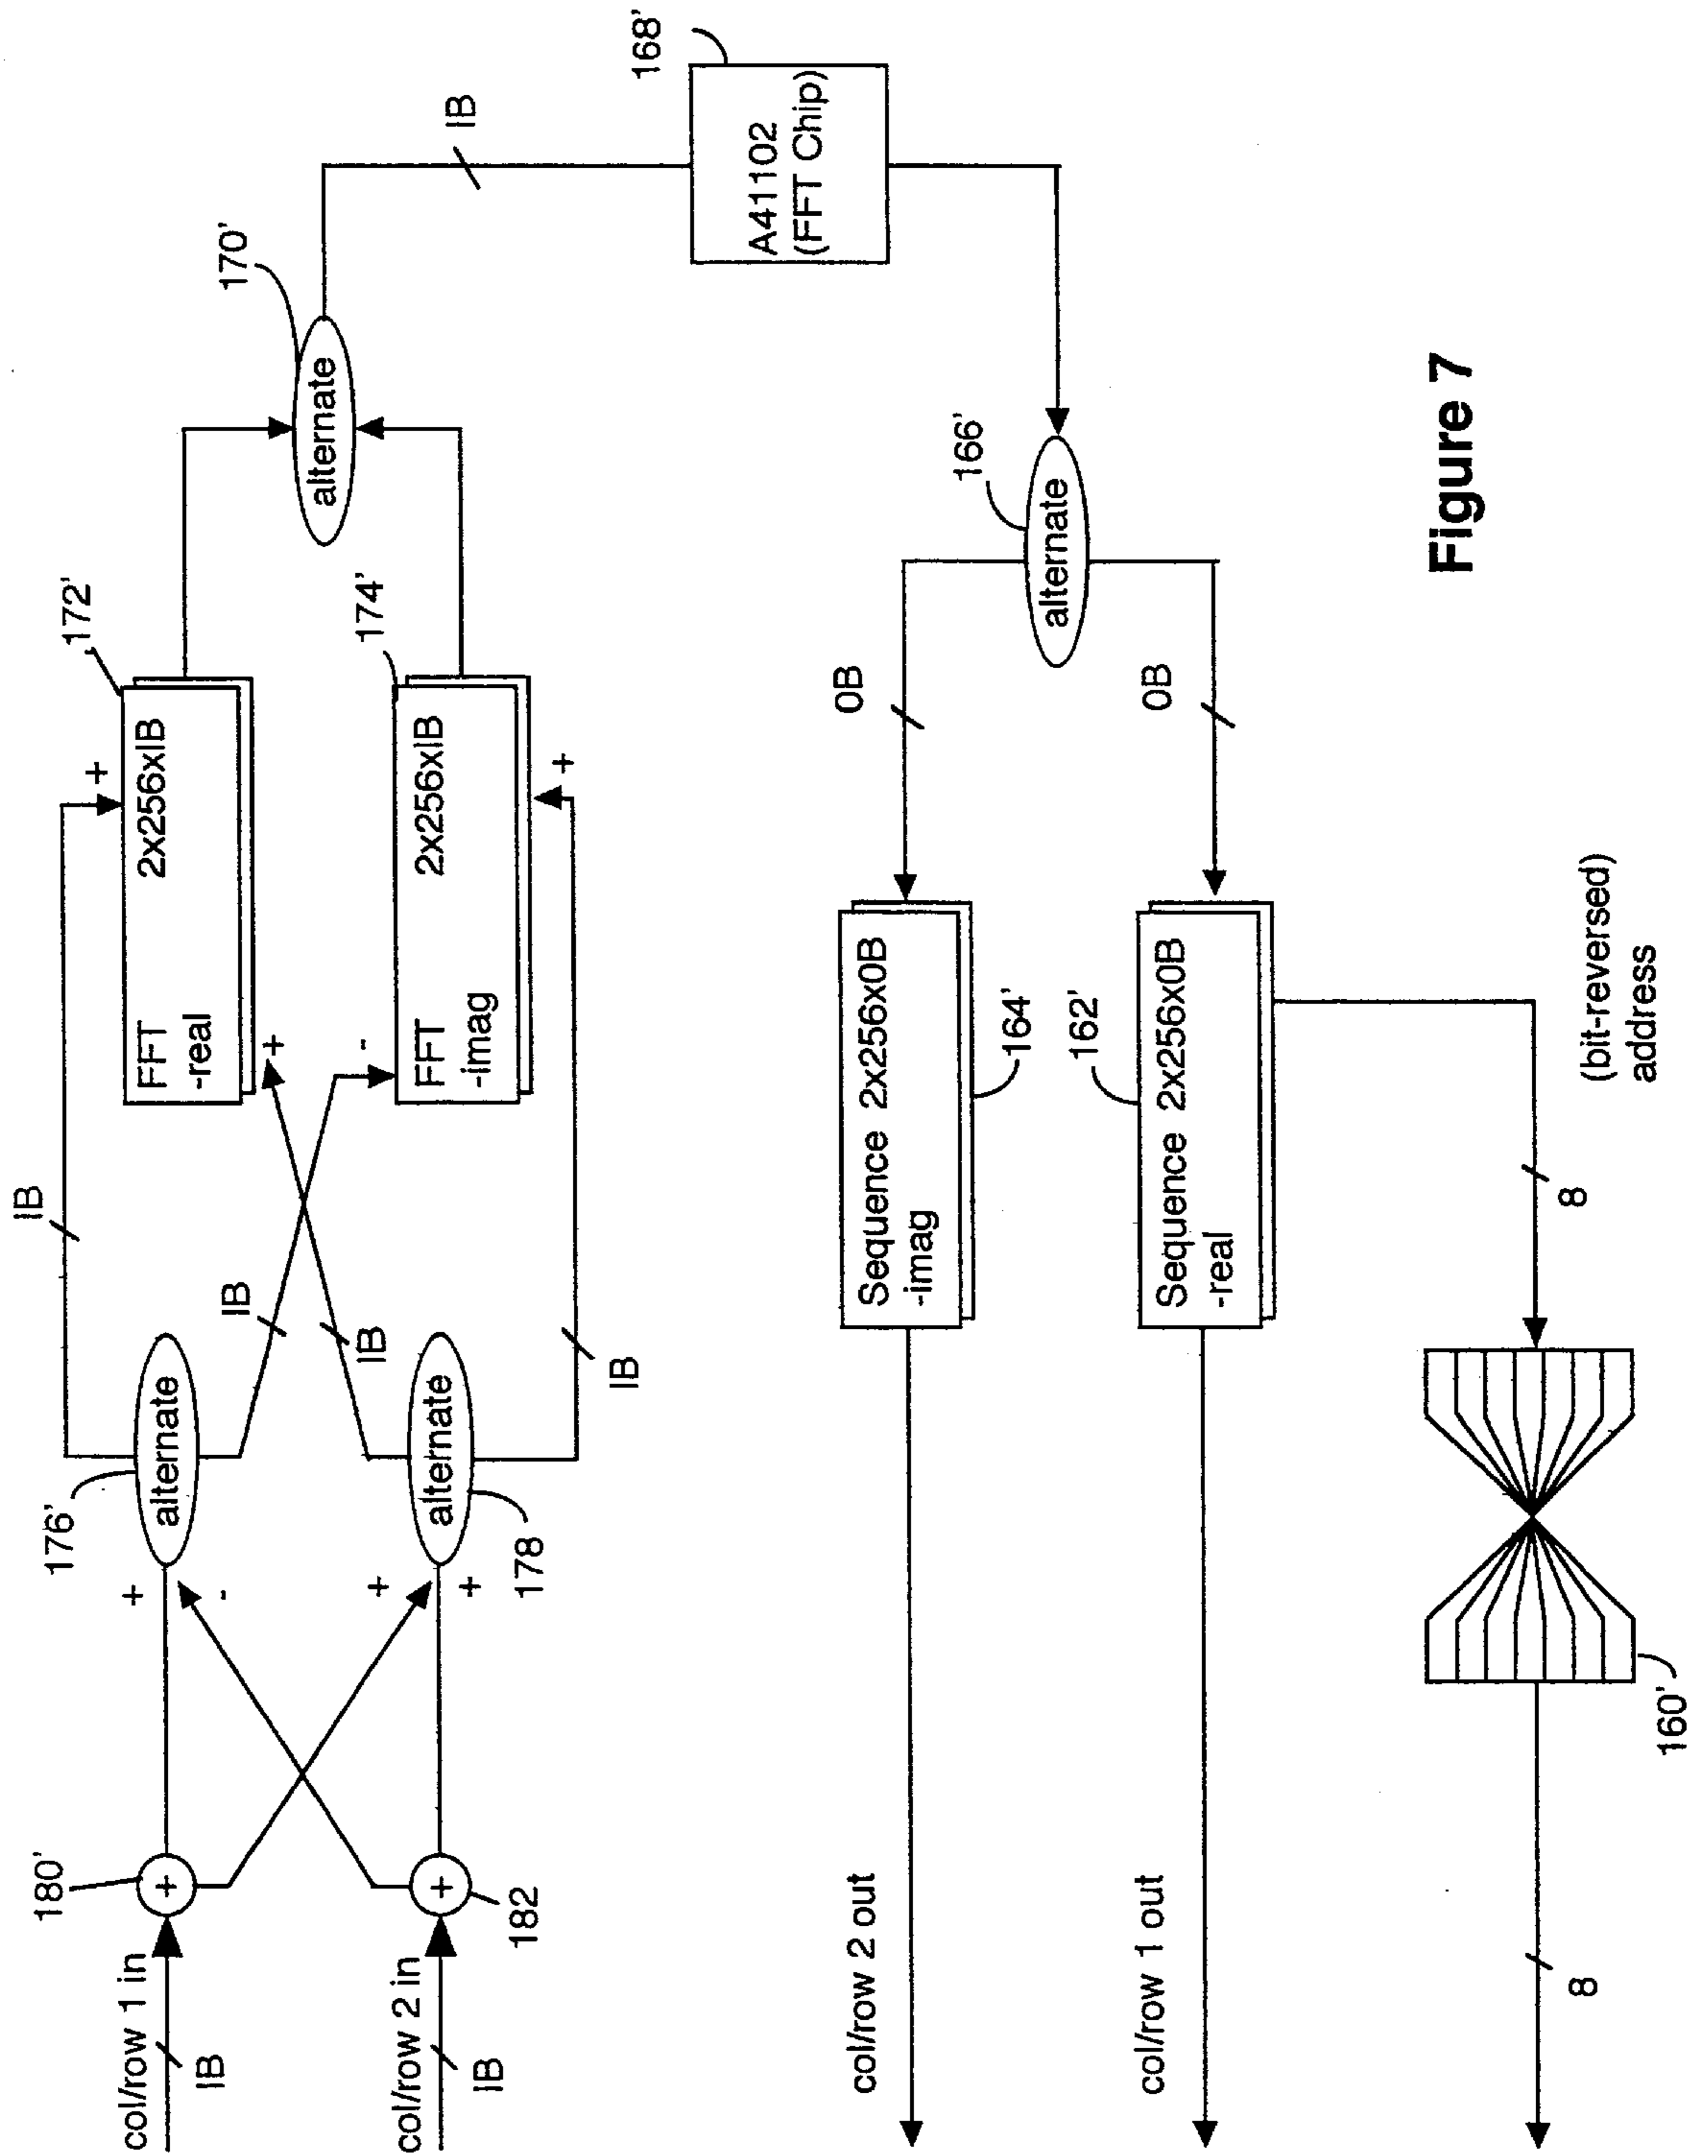 col/row 1 in
IB
180'
+
+
-
176'
alternate
IB
IB
172'
+
FFT 2x256xIB
-real
+
170'
alternate
IB
168'
A41102
(FFT Chip)
col/row 2 in
IB
182
+
+
+
178
alternate
IB
IB
174'
-
FFT 2x256xIB
-imag
+
166'
alternate
0B
0B
col/row 2 out
Sequence 2x256x0B
-imag
164'
col/row 1 out
162'
Sequence 2x256x0B
-real
8
160'
8
(bit-reversed)
address
Figure 7